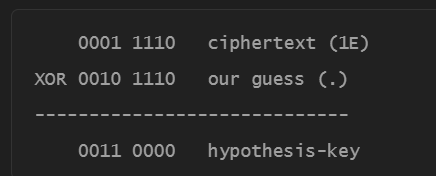 0001 1110 ciphertext (1E)
XOR 0010 1110 our guess (.)
-----------------------------
0011 0000 hypothesis-key